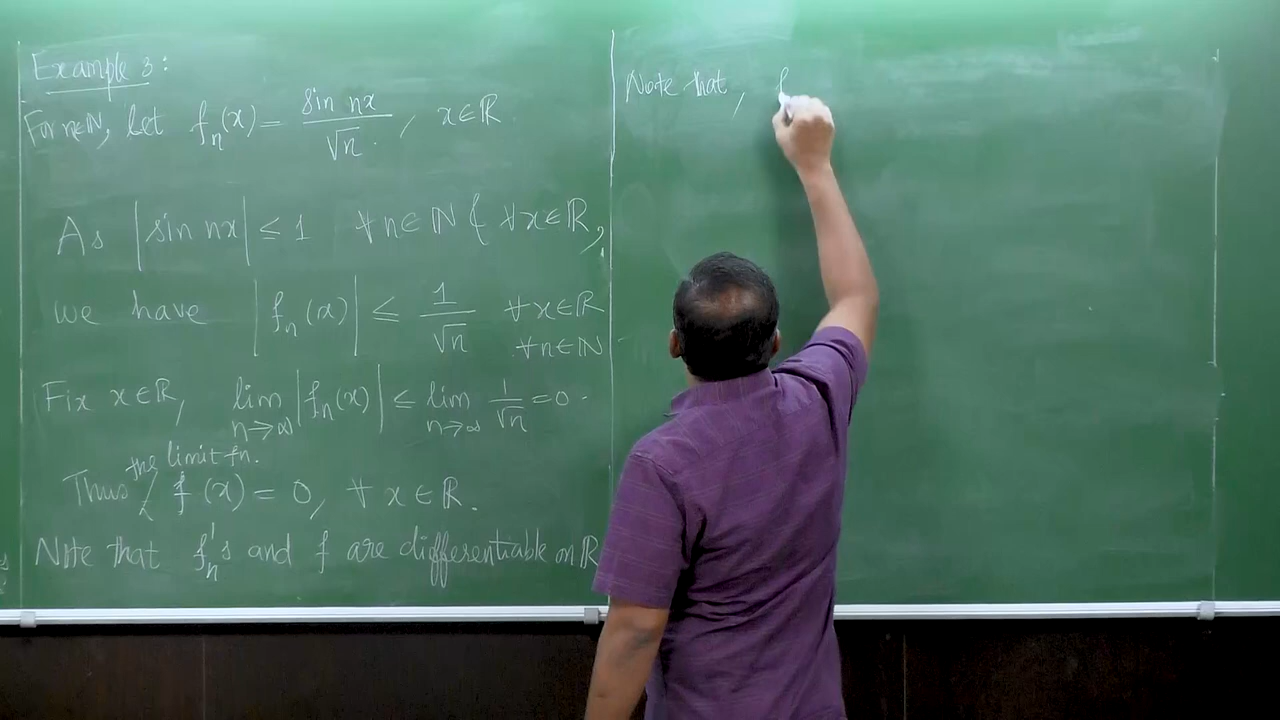 Example 3:
For n∈ℕ, let fₙ(x) = sin nx / √n, x∈ℝ
As |sin nx| ≤ 1 ∀ n∈ℕ & ∀x∈ℝ,
we have |fₙ(x)| ≤ 1/√n ∀x∈ℝ
∀n∈ℕ
Fix x∈ℝ, lim n→∞ |fₙ(x)| ≤ lim n→∞ 1/√n = 0.
the limit fn.
Thus f(x) = 0, ∀ x∈ℝ.
Note that fₙ's and f are differentiable on ℝ
Note that, f